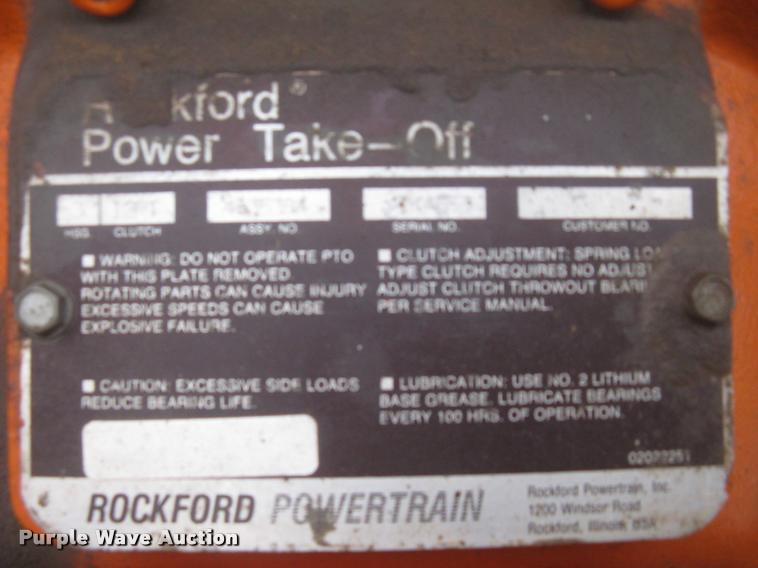 Rockford®
Power Take-Off
HSG. CLUTCH
ASSY. NO.
SERIAL NO.
CUSTOMER NO.
■ WARNING: DO NOT OPERATE PTO
WITH THIS PLATE REMOVED
ROTATING PARTS CAN CAUSE INJURY
EXCESSIVE SPEEDS CAN CAUSE
EXPLOSIVE FAILURE.
■ CLUTCH ADJUSTMENT: SPRING
TYPE CLUTCH REQUIRES NO
ADJUST CLUTCH THROWOUT
PER SERVICE MANUAL.
■ CAUTION: EXCESSIVE SIDE LOADS
REDUCE BEARING LIFE.
■ LUBRICATION: USE NO. 2 LITHIUM
BASE GREASE. LUBRICATE BEARINGS
EVERY 100 HRS. OF OPERATION.
ROCKFORD POWERTRAIN
Rockford Powertrain, Inc.
1200 Windsor Road
Rockford, Illinois USA
Purple Wave Auction